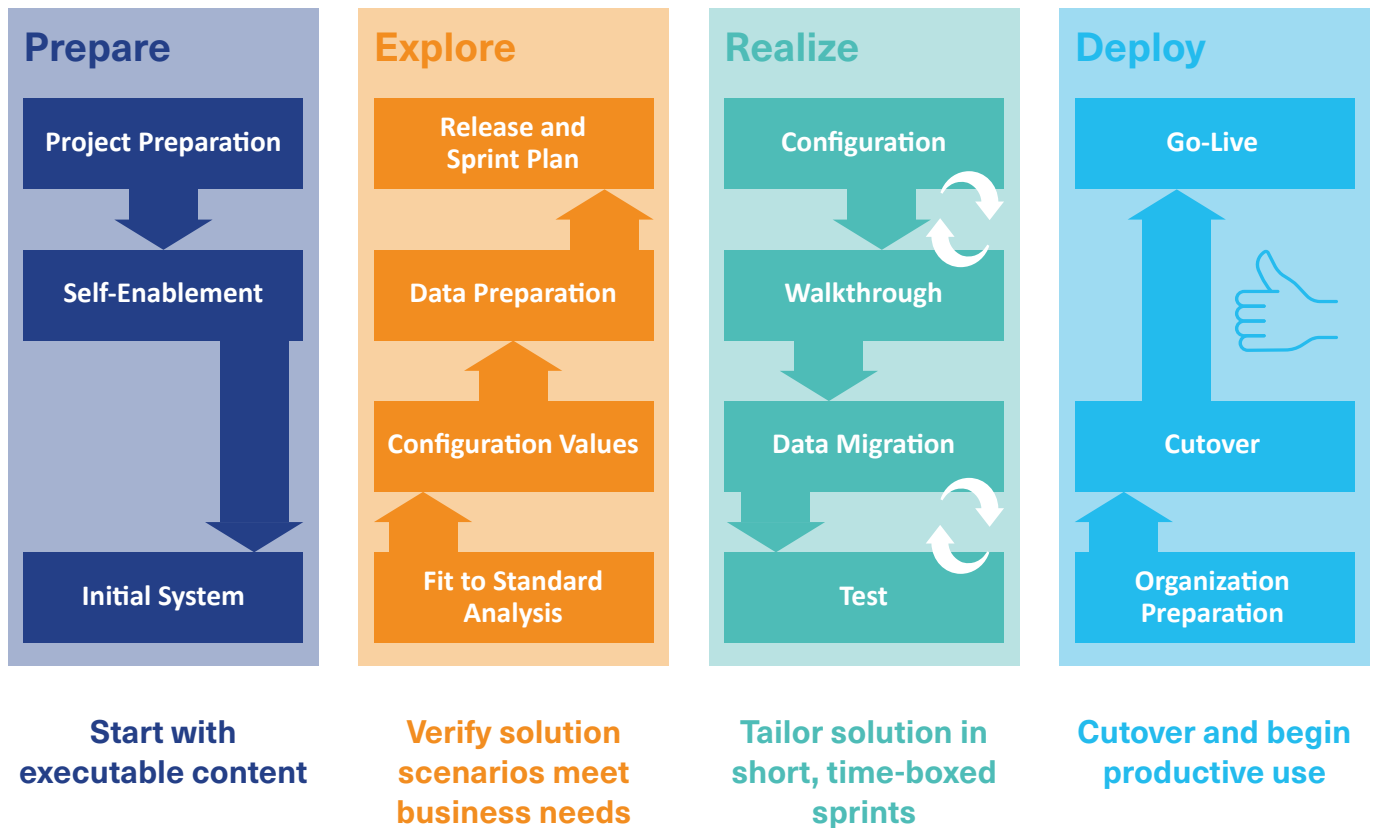 Prepare
Project Preparation
Self-Enablement
Initial System
Start with
executable content
Explore
Release and
Sprint Plan
Data Preparation
Configuration Values
Fit to Standard
Analysis
Verify solution
scenarios meet
business needs
Realize
Configuration
Walkthrough
Data Migration
Test
Tailor solution in
short, time-boxed
sprints
Deploy
Go-Live
Cutover
Organization
Preparation
Cutover and begin
productive use